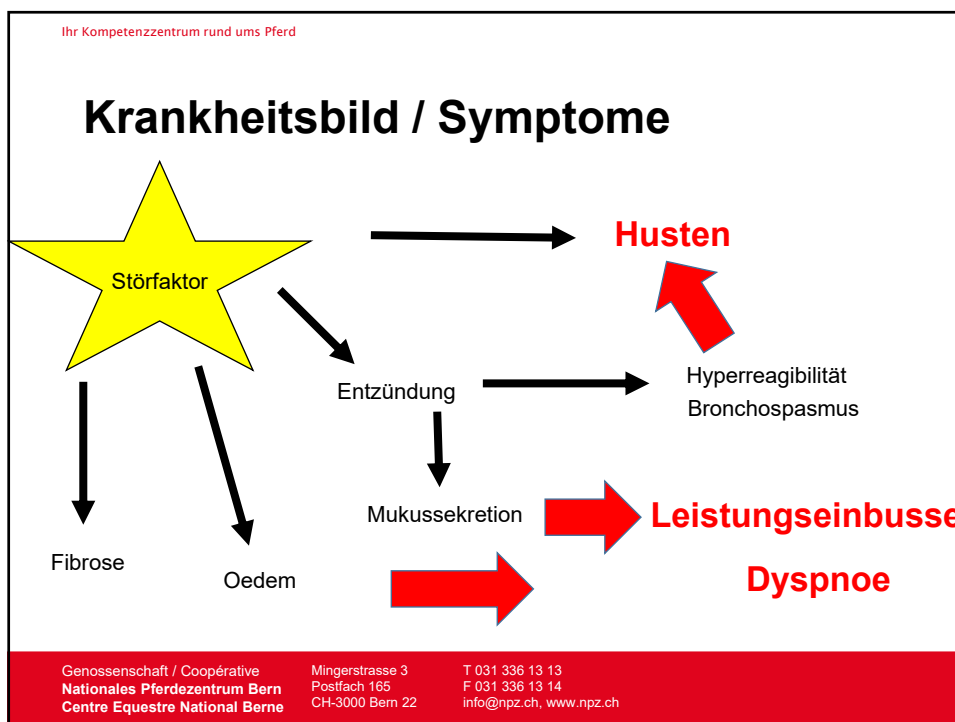 Ihr Kompetenzzentrum rund ums Pferd
Krankheitsbild / Symptome
Husten
Störfaktor
Entzündung
Hyperreagibilität
Bronchospasmus
Mukussekretion
Leistungseinbusse
Fibrose
Oedem
Dyspnoe
Genossenschaft / Coopérative
Nationales Pferdezentrum Bern
Centre Equestre National Berne
Mingerstrasse 3
Postfach 165
CH-3000 Bern 22
T 031 336 13 13
F 031 336 13 14
info@npz.ch, www.npz.ch